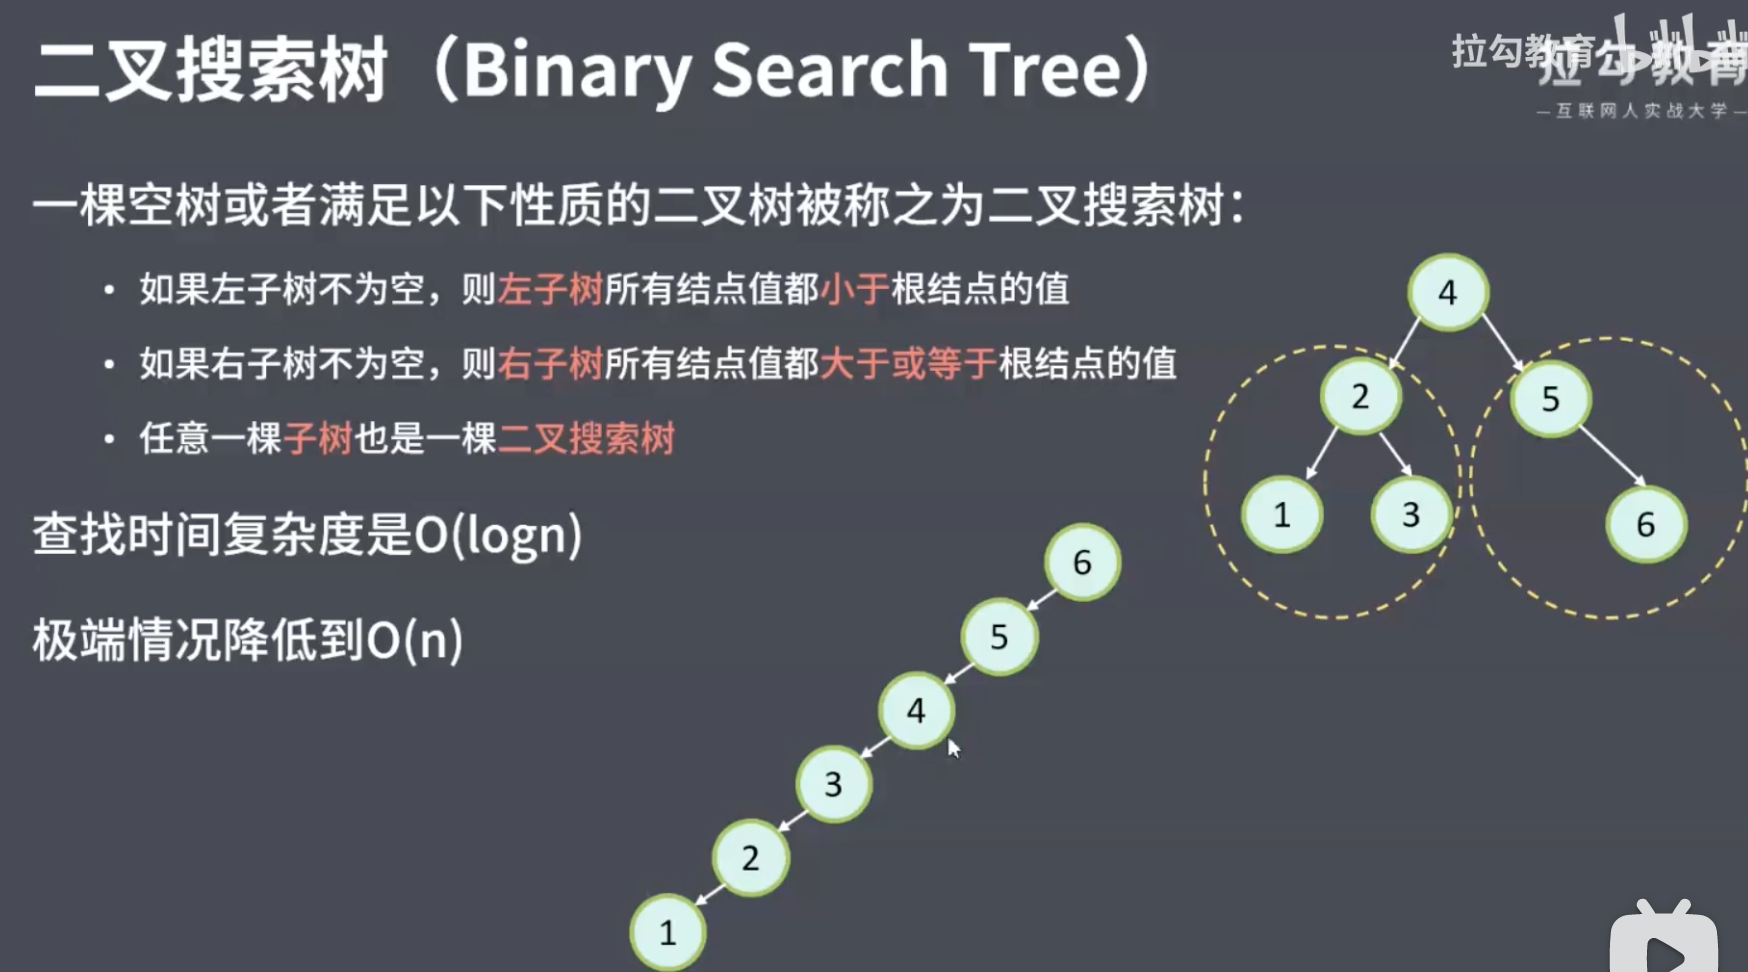 二叉搜索树（Binary Search Tree）
拉勾教育
拉勾教育
—互联网人实战大学—
一棵空树或者满足以下性质的二叉树被称之为二叉搜索树：
• 如果左子树不为空，则左子树所有结点值都小于根结点的值
• 如果右子树不为空，则右子树所有结点值都大于或等于根结点的值
• 任意一棵子树也是一棵二叉搜索树
查找时间复杂度是O(logn)
极端情况降低到O(n)
4
2
5
1
3
6
6
5
4
3
2
1